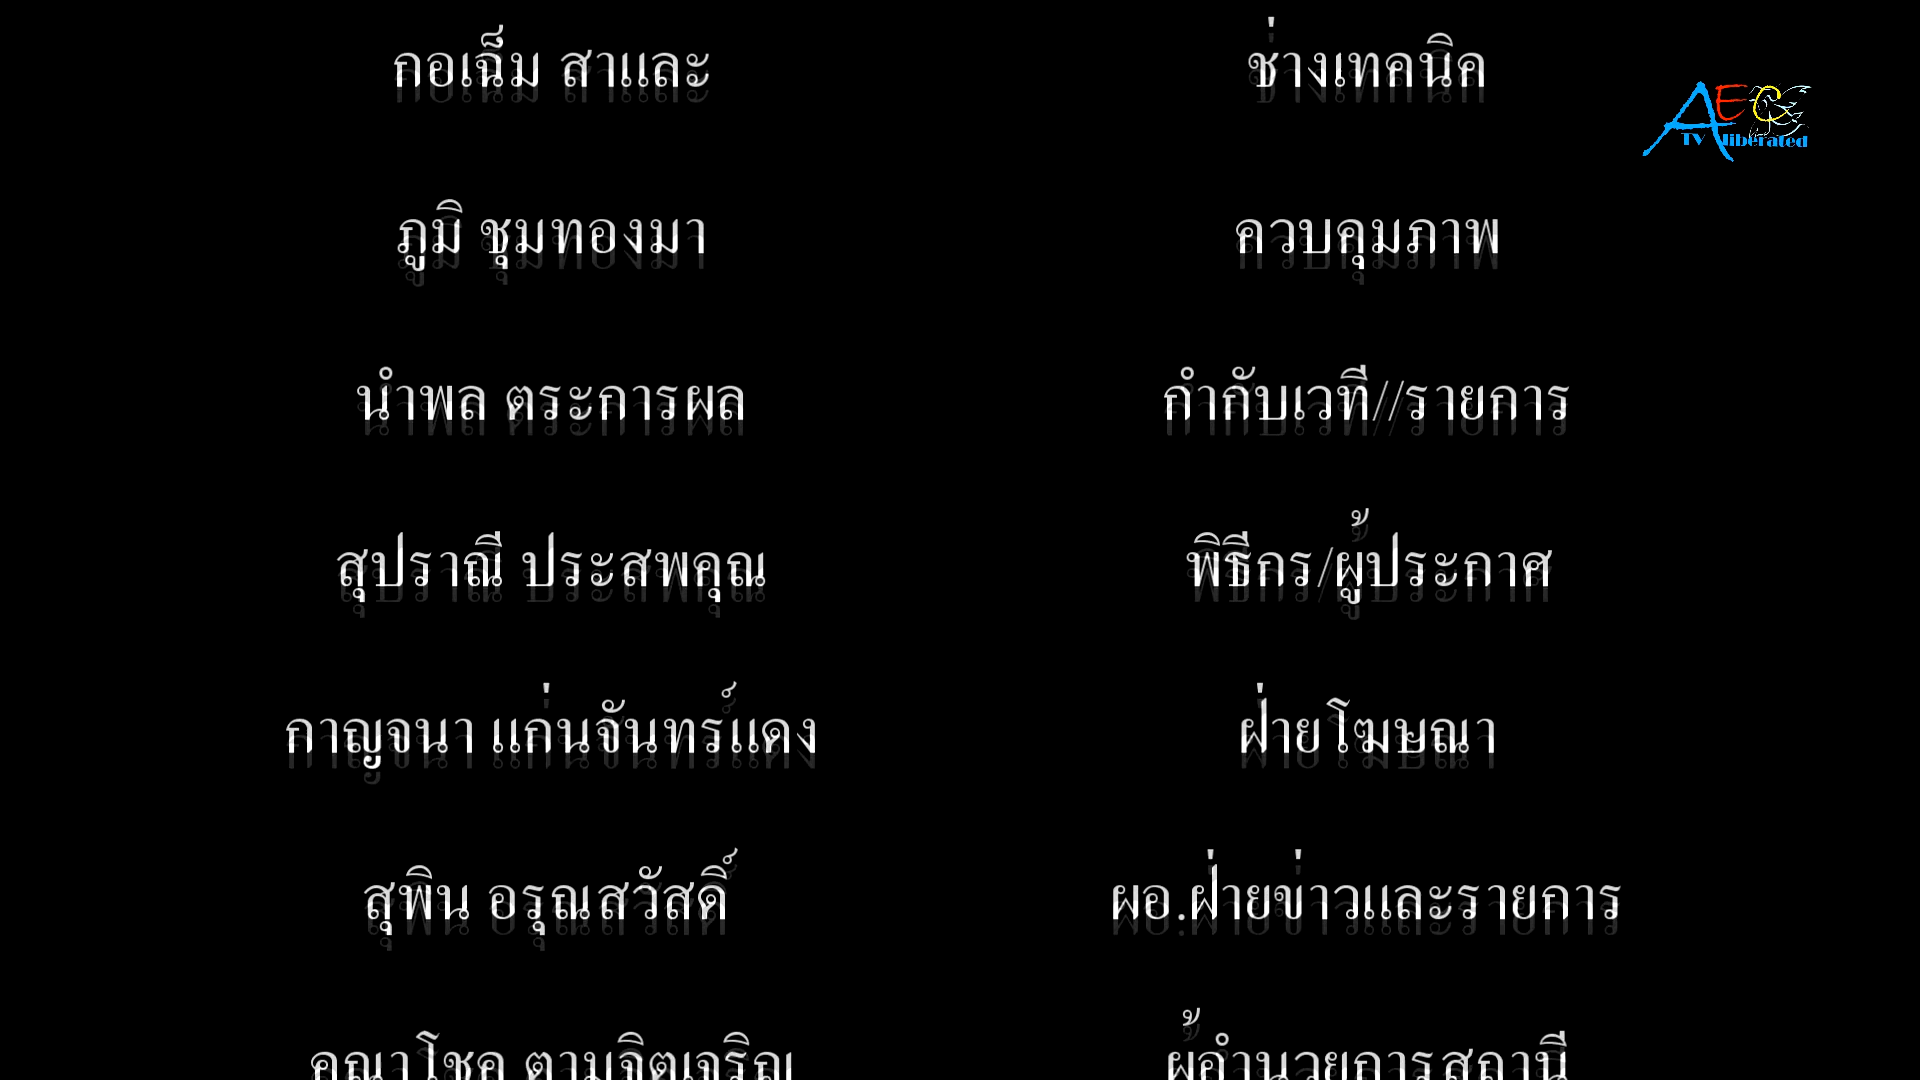 กอเฉ็ม สาและ
ช่างเทคนิค
AEC
TV liberated
ภูมิ ชุมทองมา
ควบคุมภาพ
นำพล ตระการผล
กำกับเวที//รายการ
สุปราณี ประสพคุณ
พิธีกร/ผู้ประกาศ
กาญจนา แก่นจันทร์แดง
ฝ่ายโฆษณา
สุพิน อรุณสวัสดิ์
ผอ.ฝ่ายข่าวและรายการ
ตามจิตเจริญ
ผู้อำนวยการสถานี